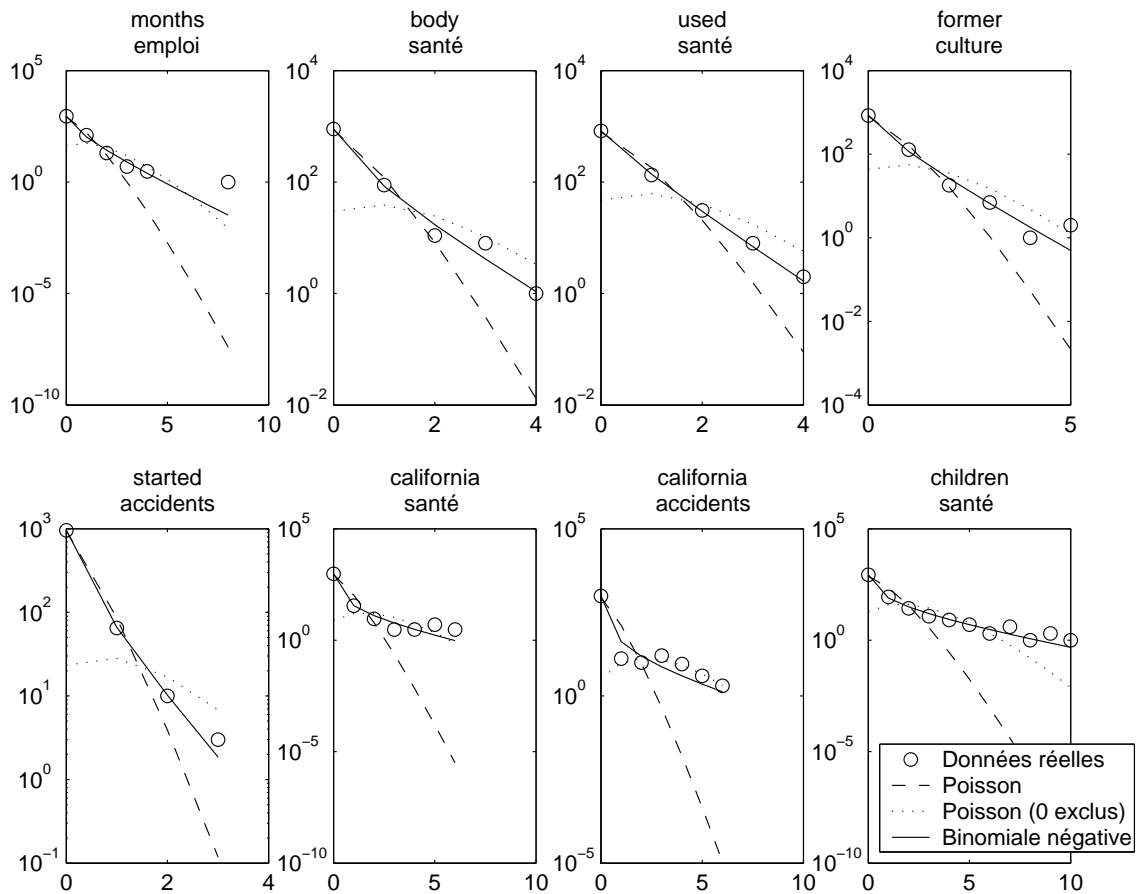 months
emploi
10^5
10^0
10^−5
10^−10
0 5 10
body
santé
10^4
10^2
10^0
10^−2
0 2 4
used
santé
10^4
10^2
10^0
10^−2
0 2 4
former
culture
10^4
10^2
10^0
10^−2
10^−4
0 5
started
accidents
10^3
10^2
10^1
10^0
10^−1
0 2 4
california
santé
10^5
10^0
10^−5
10^−10
0 5 10
california
accidents
10^5
10^0
10^−5
0 5 10
children
santé
10^5
10^0
10^−5
10^−10
0 5 10
Données réelles
Poisson
Poisson (0 exclus)
Binomiale négative